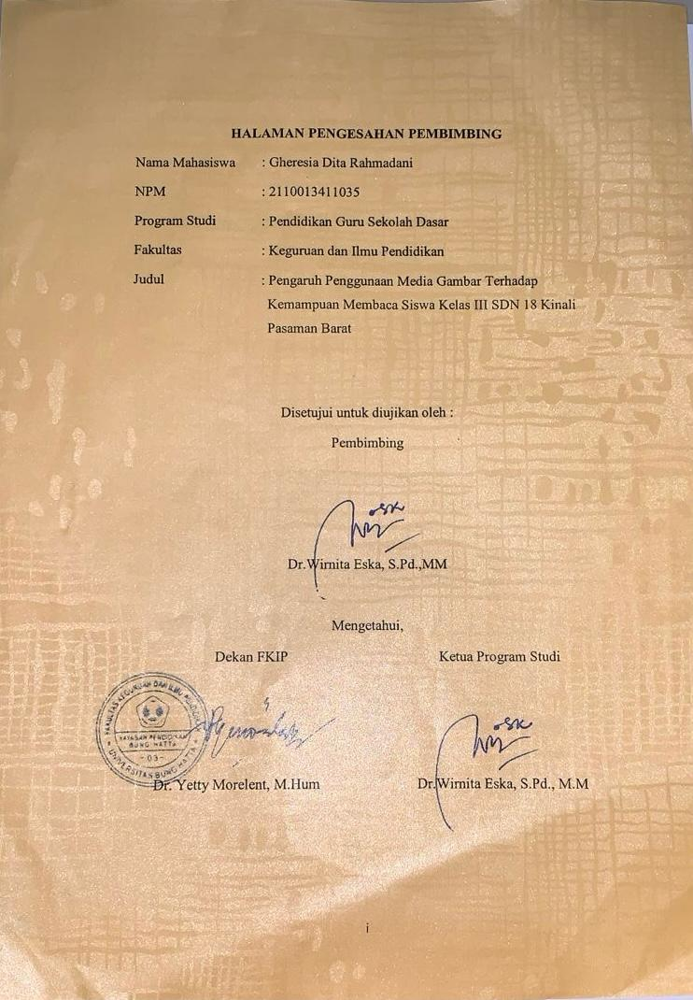 HALAMAN PENGESAHAN PEMBIMBING
Nama Mahasiswa : Gheresia Dita Rahmadani
NPM : 2110013411035
Program Studi : Pendidikan Guru Sekolah Dasar
Fakultas : Keguruan dan Ilmu Pendidikan
Judul : Pengaruh Penggunaan Media Gambar Terhadap
Kemampuan Membaca Siswa Kelas III SDN 18 Kinali
Pasaman Barat
Disetujui untuk diujikan oleh :
Pembimbing
Dr.Wirnita Eska, S.Pd.,MM
Mengetahui,
Dekan FKIP Ketua Program Studi
FAKULTAS KEGURUAN DAN ILMU
YAYASAN PENDIDIKAN
BUNG HATTA
-03-
UNIVERSITAS BUNG HATTA
Dr. Yetty Morelent, M.Hum Dr.Wirnita Eska, S.Pd., M.M
i